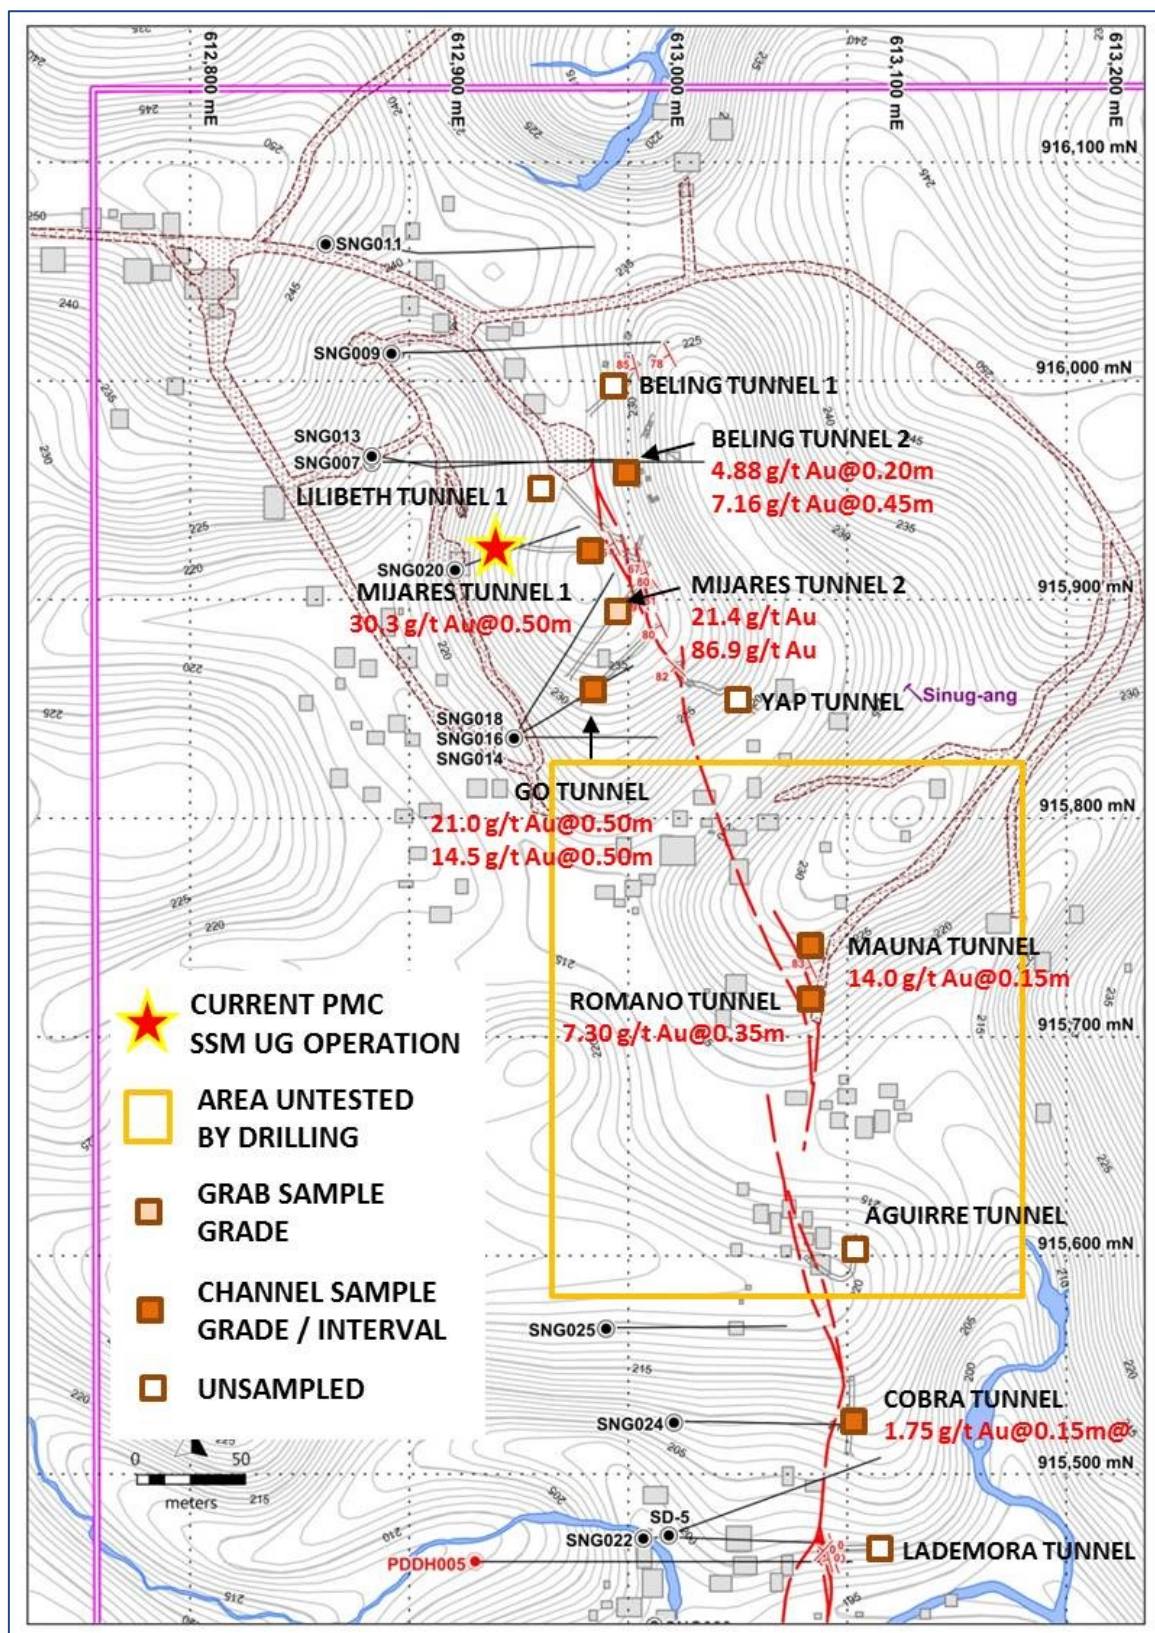 612,800 mE
612,900 mE
613,000 mE
613,100 mE
613,200 mE
916,100 mN
SNG011
SNG009
916,000 mN
BELING TUNNEL 1
SNG013
SNG007
BELING TUNNEL 2
4.88 g/t Au@0.20m
7.16 g/t Au@0.45m
LILIBETH TUNNEL 1
SNG020
MIJARES TUNNEL 1
30.3 g/t Au@0.50m
915,900 mN
MIJARES TUNNEL 2
21.4 g/t Au
86.9 g/t Au
YAP TUNNEL
Sinug-ang
SNG018
SNG016
SNG014
GO TUNNEL
21.0 g/t Au@0.50m
14.5 g/t Au@0.50m
915,800 mN
MAUNA TUNNEL
14.0 g/t Au@0.15m
ROMANO TUNNEL
7.30 g/t Au@0.35m
915,700 mN
CURRENT PMC
SSM UG OPERATION
AREA UNTESTED
BY DRILLING
GRAB SAMPLE
GRADE
CHANNEL SAMPLE
GRADE / INTERVAL
UNSAMPLED
AGUIRRE TUNNEL
915,600 mN
SNG025
SNG024
COBRA TUNNEL
1.75 g/t Au@0.15m@
915,500 mN
0 50
meters
SD-5
SNG022
PDDH005
LADEMORA TUNNEL